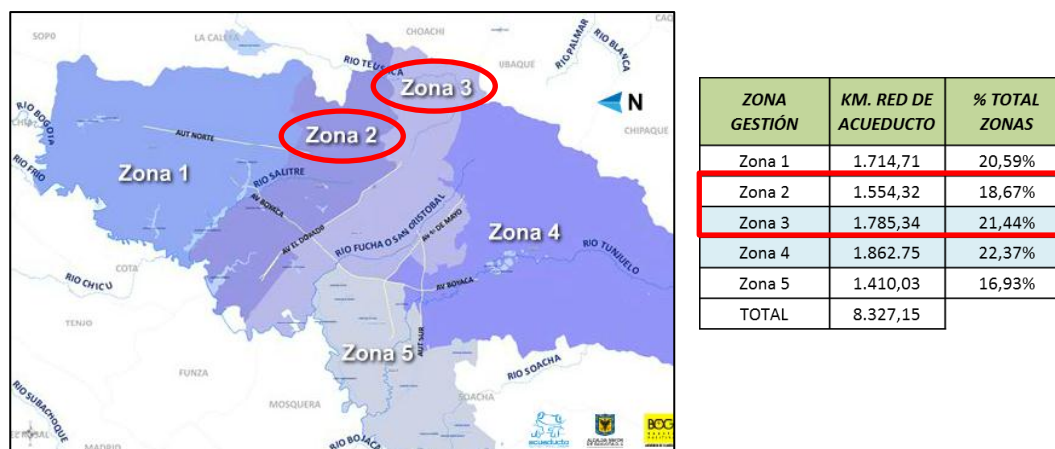 SOPO
LA CALERA
CHOACHI
RIO TEUSACA
UBAQUE
RIO PALMAR
RIO BLANCA
Zona 3
N
CHIPAQUE
RIO BOGOTA
AUT NORTE
Zona 2
RIO FRIO
Zona 1
RIO SALITRE
AV BOYACA
AV EL DORADO
RIO FUCHA O SAN CRISTOBAL
AV 1º DE MAYO
Zona 4
RIO TUNJUELO
COTA
RIO CHICU
AV BOYACA
TENJO
AUT SUR
Zona 5
FUNZA
RIO SOACHA
SOACHA
MOSQUERA
RIO SUBACHOQUE
RIO BOJACA
MADRID
acueducto
BOG
ZONA GESTIÓN	KM. RED DE ACUEDUCTO	% TOTAL ZONAS
Zona 1	1.714,71	20,59%
Zona 2	1.554,32	18,67%
Zona 3	1.785,34	21,44%
Zona 4	1.862.75	22,37%
Zona 5	1.410,03	16,93%
TOTAL	8.327,15